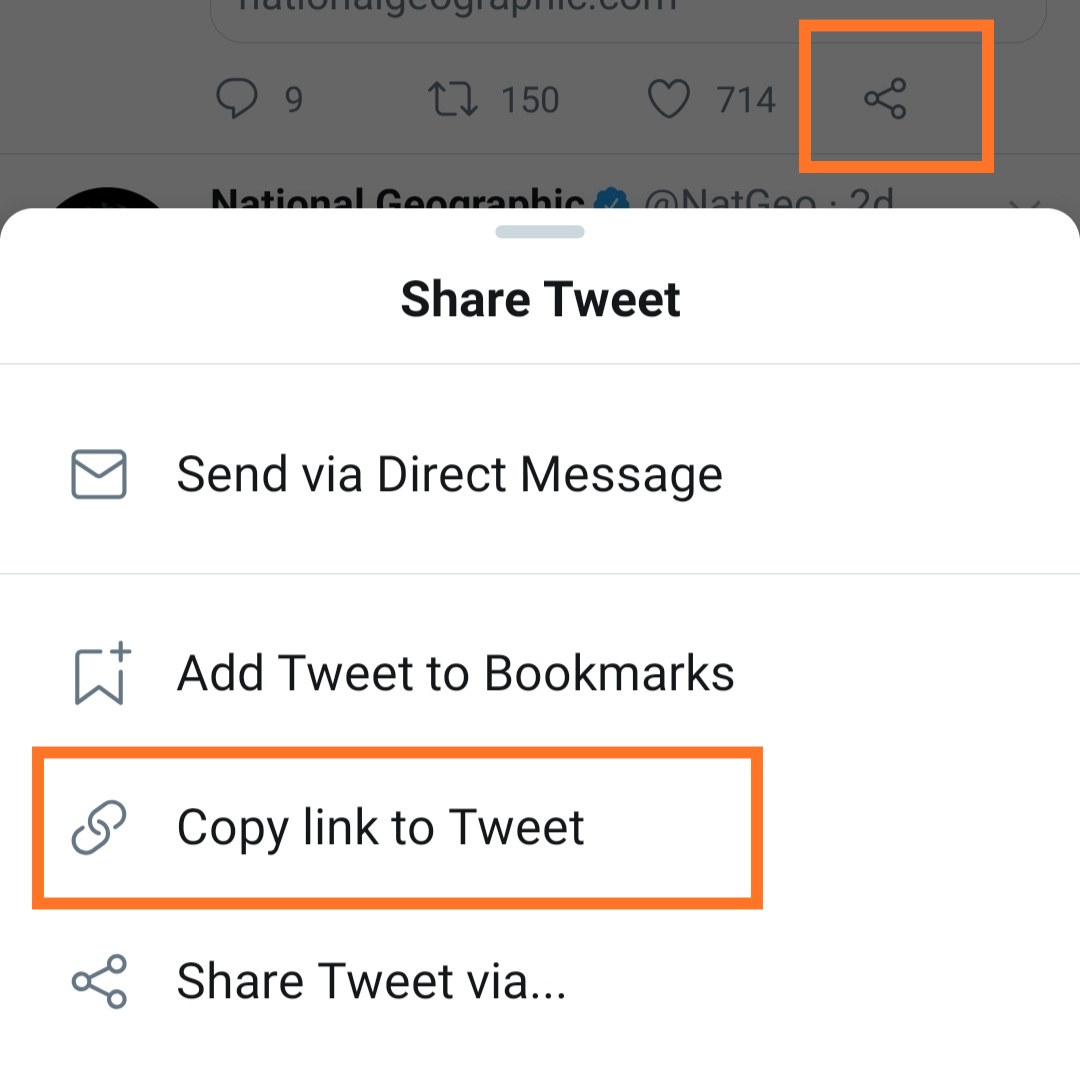 nationalgeographic.com
9 150 714
National Geographic @NatGeo · 2d
Share Tweet
Send via Direct Message
Add Tweet to Bookmarks
Copy link to Tweet
Share Tweet via...